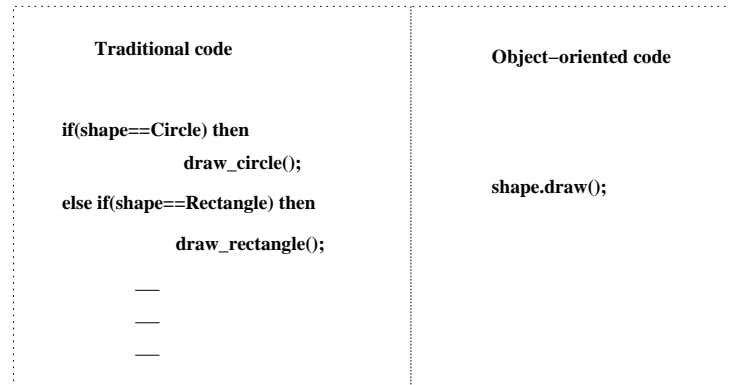 Traditional code
if(shape==Circle) then
draw_circle();
else if(shape==Rectangle) then
draw_rectangle();
Object−oriented code
shape.draw();